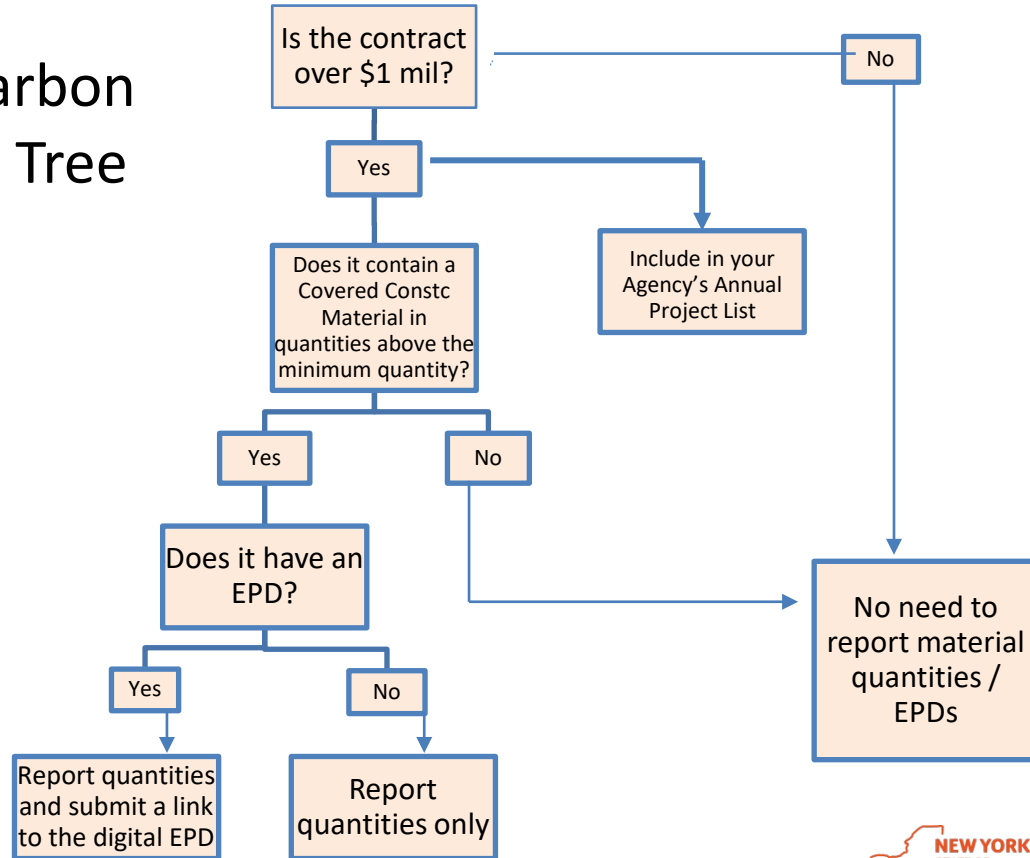 arbon
Tree
Is the contract
over $1 mil?
No
Yes
Does it contain a
Covered Constc
Material in
quantities above the
minimum quantity?
Include in your
Agency's Annual
Project List
Yes
No
Does it have an
EPD?
No need to
report material
quantities /
EPDs
Yes
No
Report quantities
and submit a link
to the digital EPD
Report
quantities only
NEW YORK